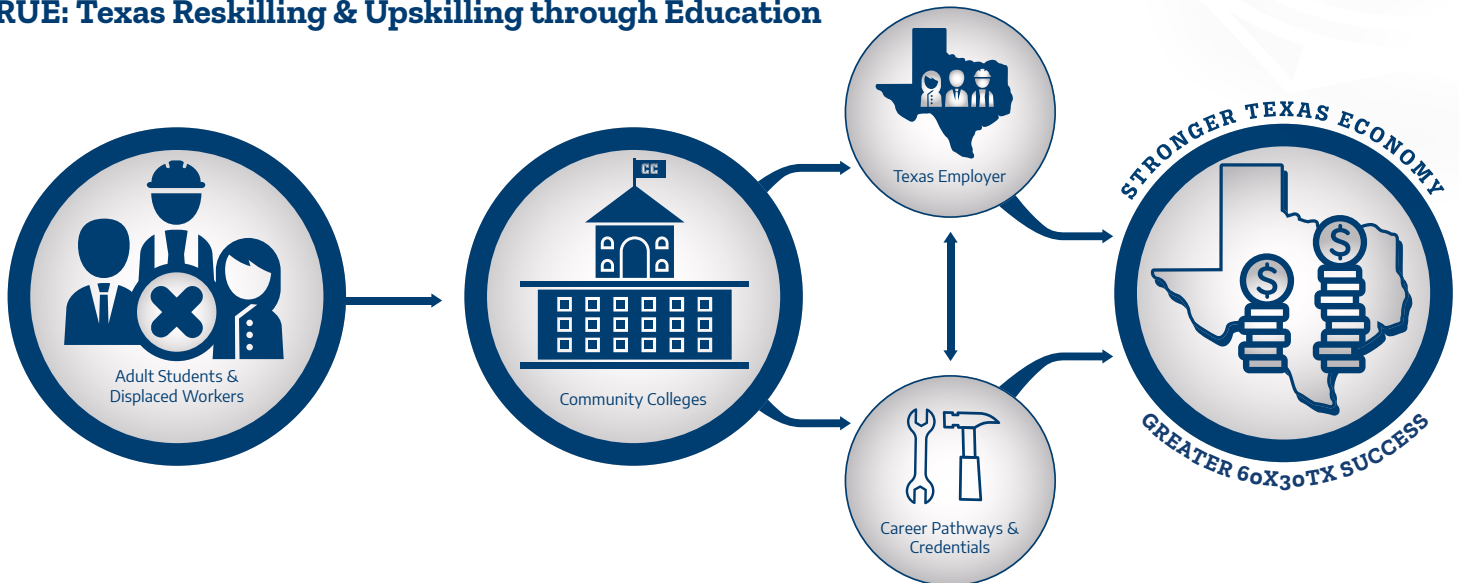 RUE: Texas Reskilling & Upskilling through Education
CC
Adult Students &
Displaced Workers
Community Colleges
Texas Employer
Career Pathways &
Credentials
STRONGER TEXAS ECONOMY
$
$
GREATER 60X30TX SUCCESS